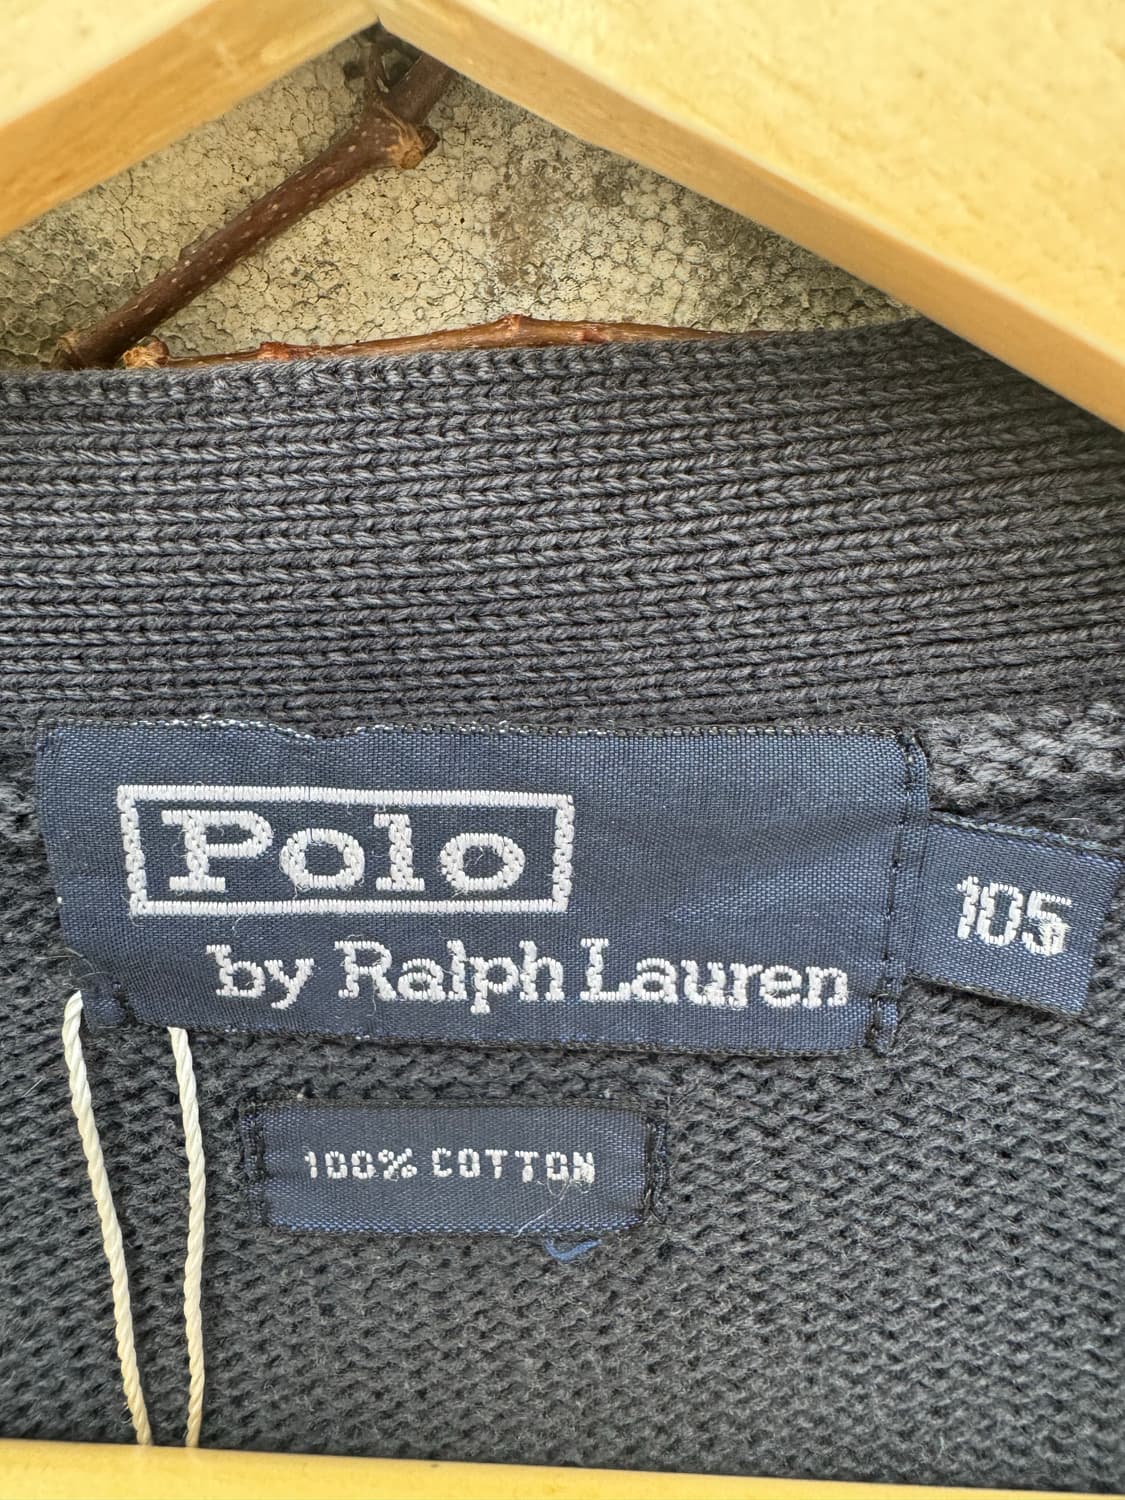 Polo
by Ralph Lauren
105
100% COTTON